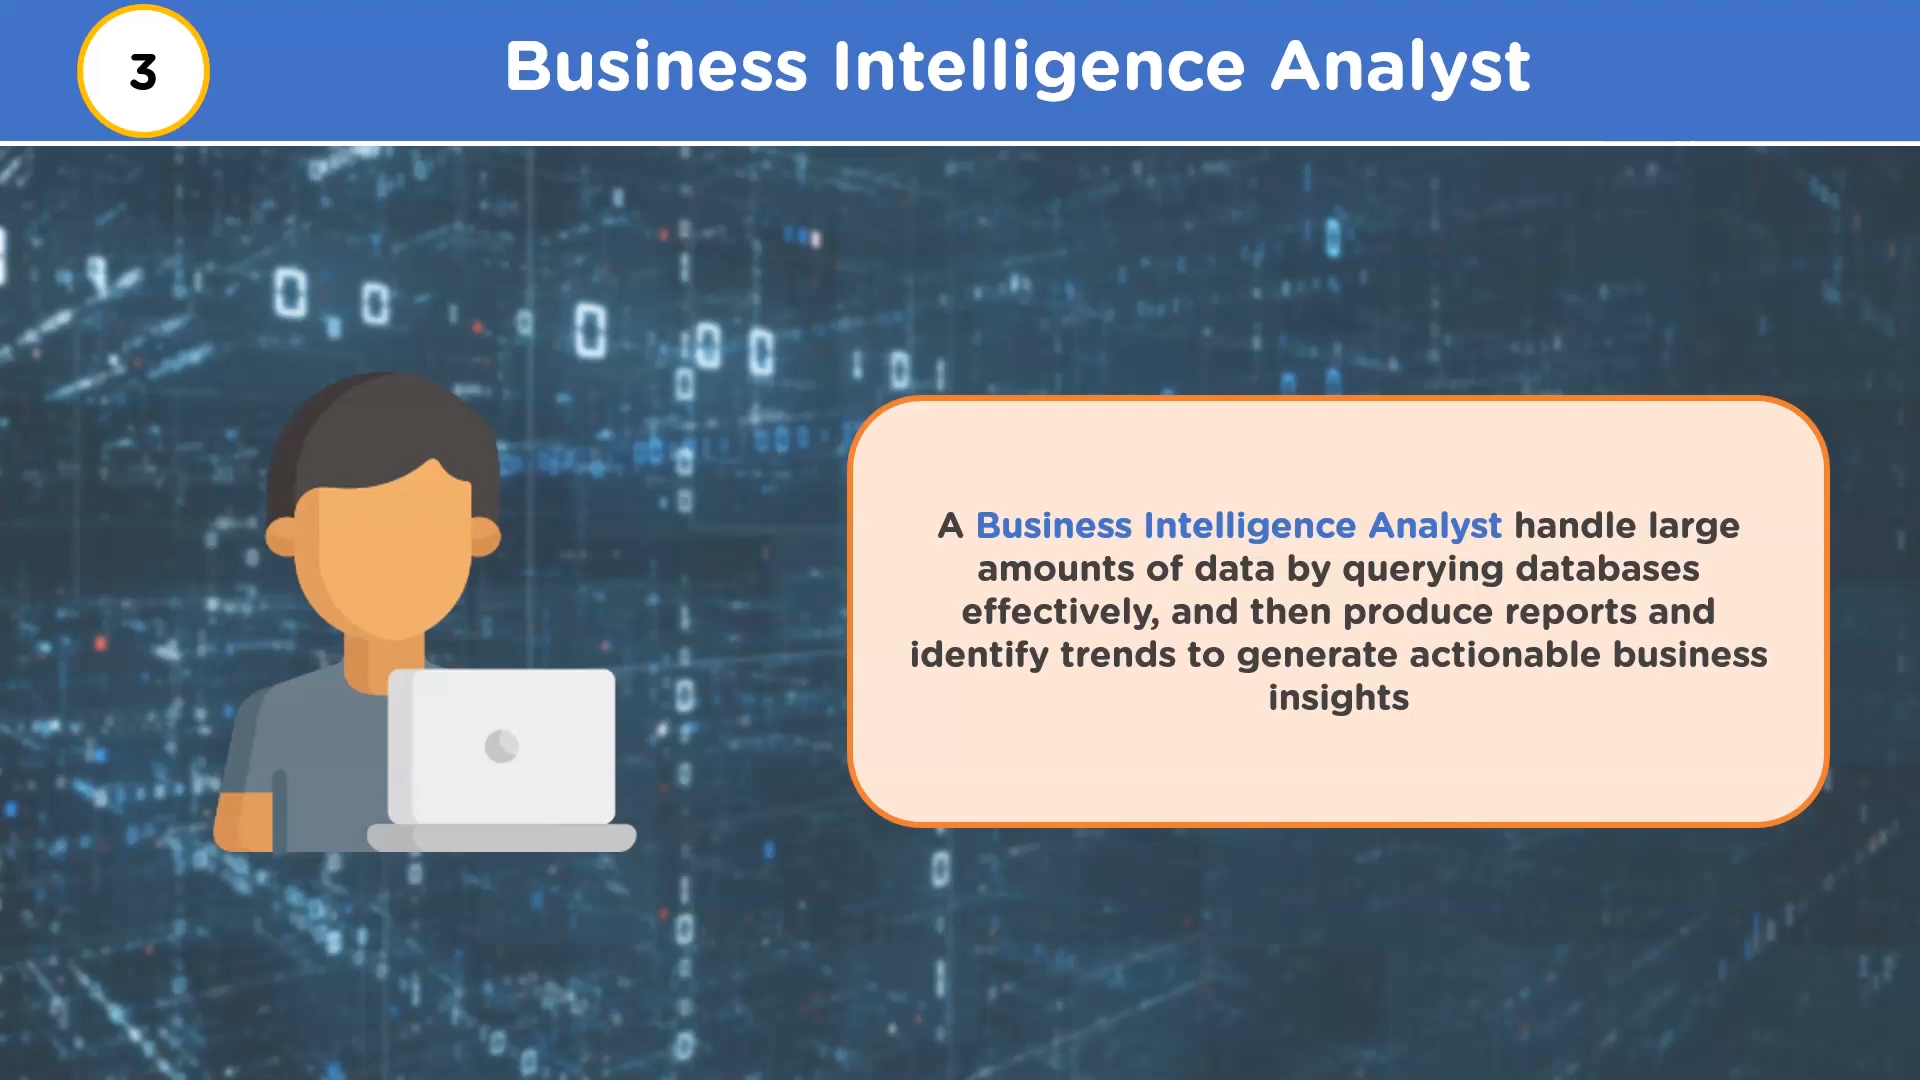 3
Business Intelligence Analyst
A Business Intelligence Analyst handle large
amounts of data by querying databases
effectively, and then produce reports and
identify trends to generate actionable business
insights